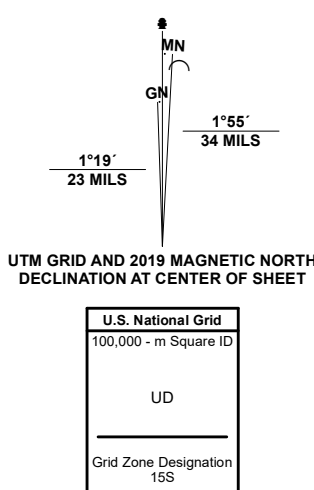 MN
GN
1°55´
34 MILS
1°19´
23 MILS
UTM GRID AND 2019 MAGNETIC NORTH
DECLINATION AT CENTER OF SHEET
U.S. National Grid
100,000 - m Square ID
UD
Grid Zone Designation
15S